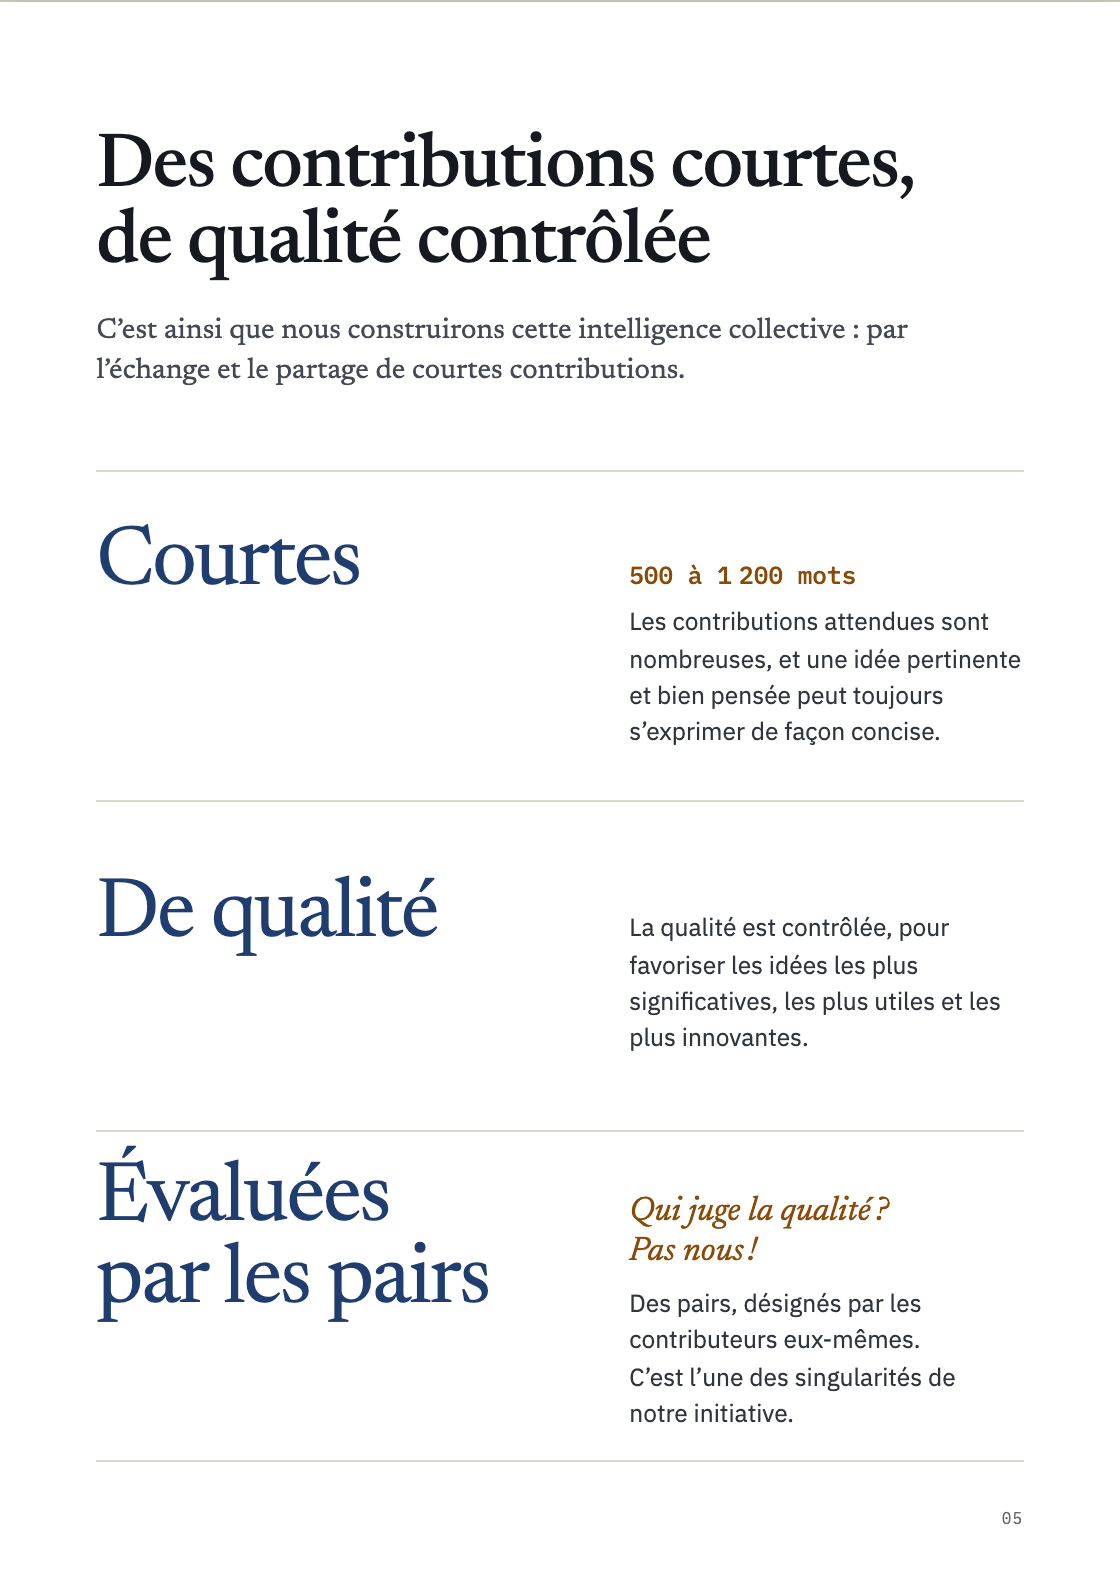 Des contributions courtes,
de qualité contrôlée
C’est ainsi que nous construirons cette intelligence collective : par
l’échange et le partage de courtes contributions.
Courtes
500 à 1 200 mots
Les contributions attendues sont
nombreuses, et une idée pertinente
et bien pensée peut toujours
s’exprimer de façon concise.
De qualité
La qualité est contrôlée, pour
favoriser les idées les plus
significatives, les plus utiles et les
plus innovantes.
Évaluées
par les pairs
Qui juge la qualité ?
Pas nous !
Des pairs, désignés par les
contributeurs eux-mêmes.
C’est l’une des singularités de
notre initiative.
05